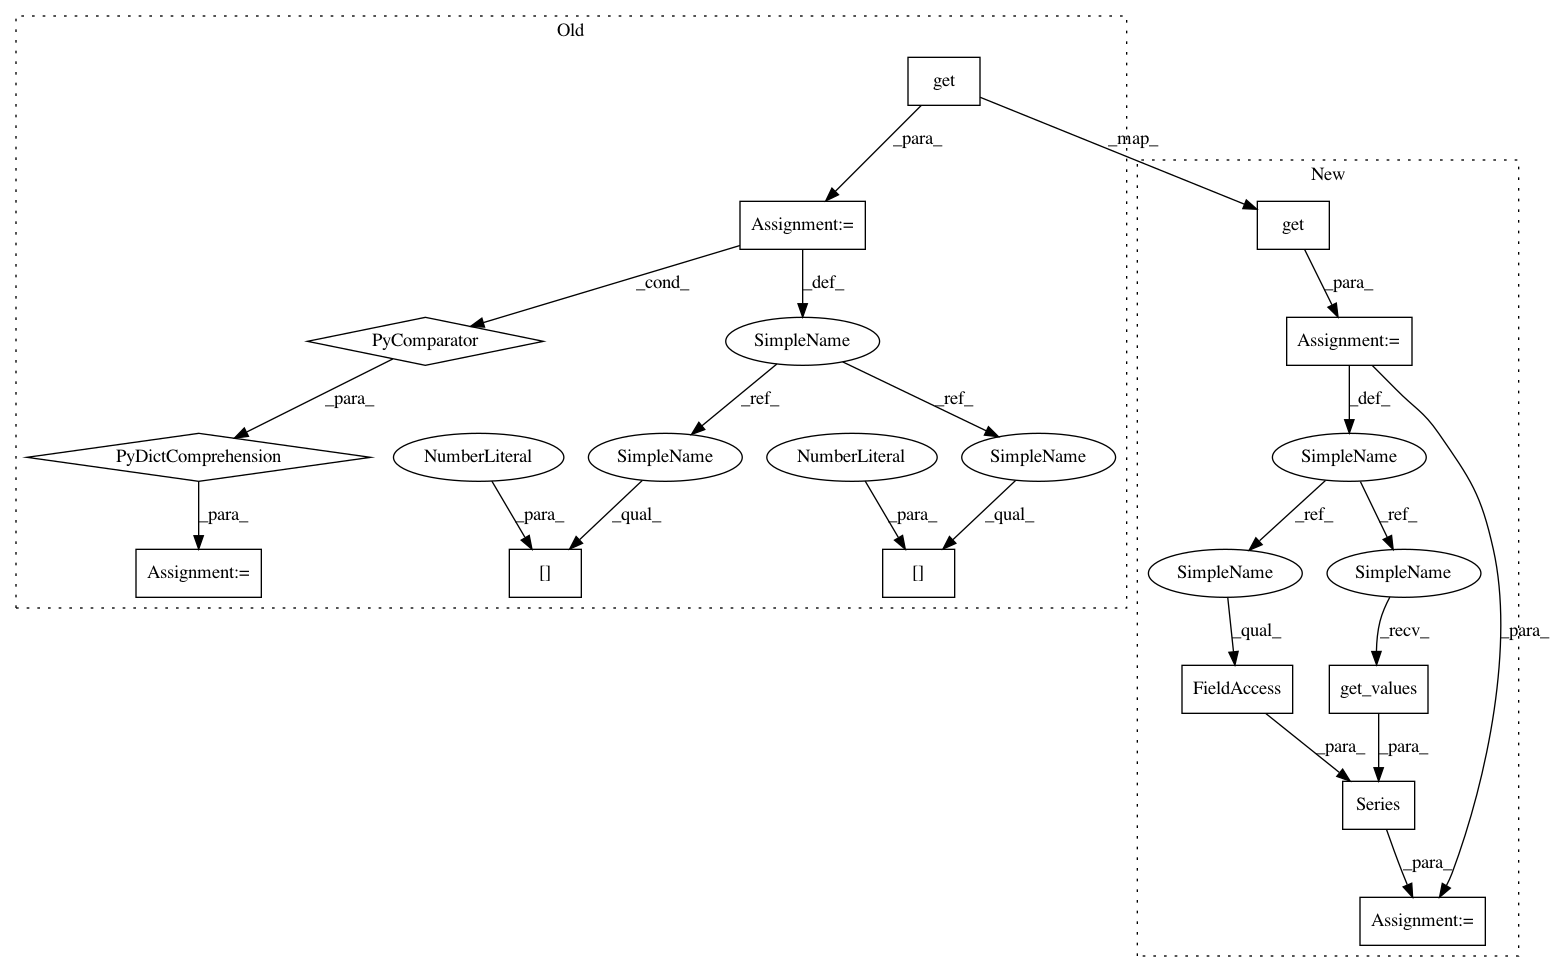 Old
get
_para_
_map_
New
Assignment:=
get
_cond_
_def_
_para_
PyComparator
SimpleName
Assignment:=
_para_
_ref_
_ref_
_def_
PyDictComprehension
NumberLiteral
SimpleName
NumberLiteral
SimpleName
SimpleName
_para_
_para_
_qual_
_para_
_qual_
_ref_
_ref_
Assignment:=
[]
[]
SimpleName
SimpleName
_qual_
_recv_
_para_
FieldAccess
get_values
_para_
_para_
Series
_para_
Assignment:=